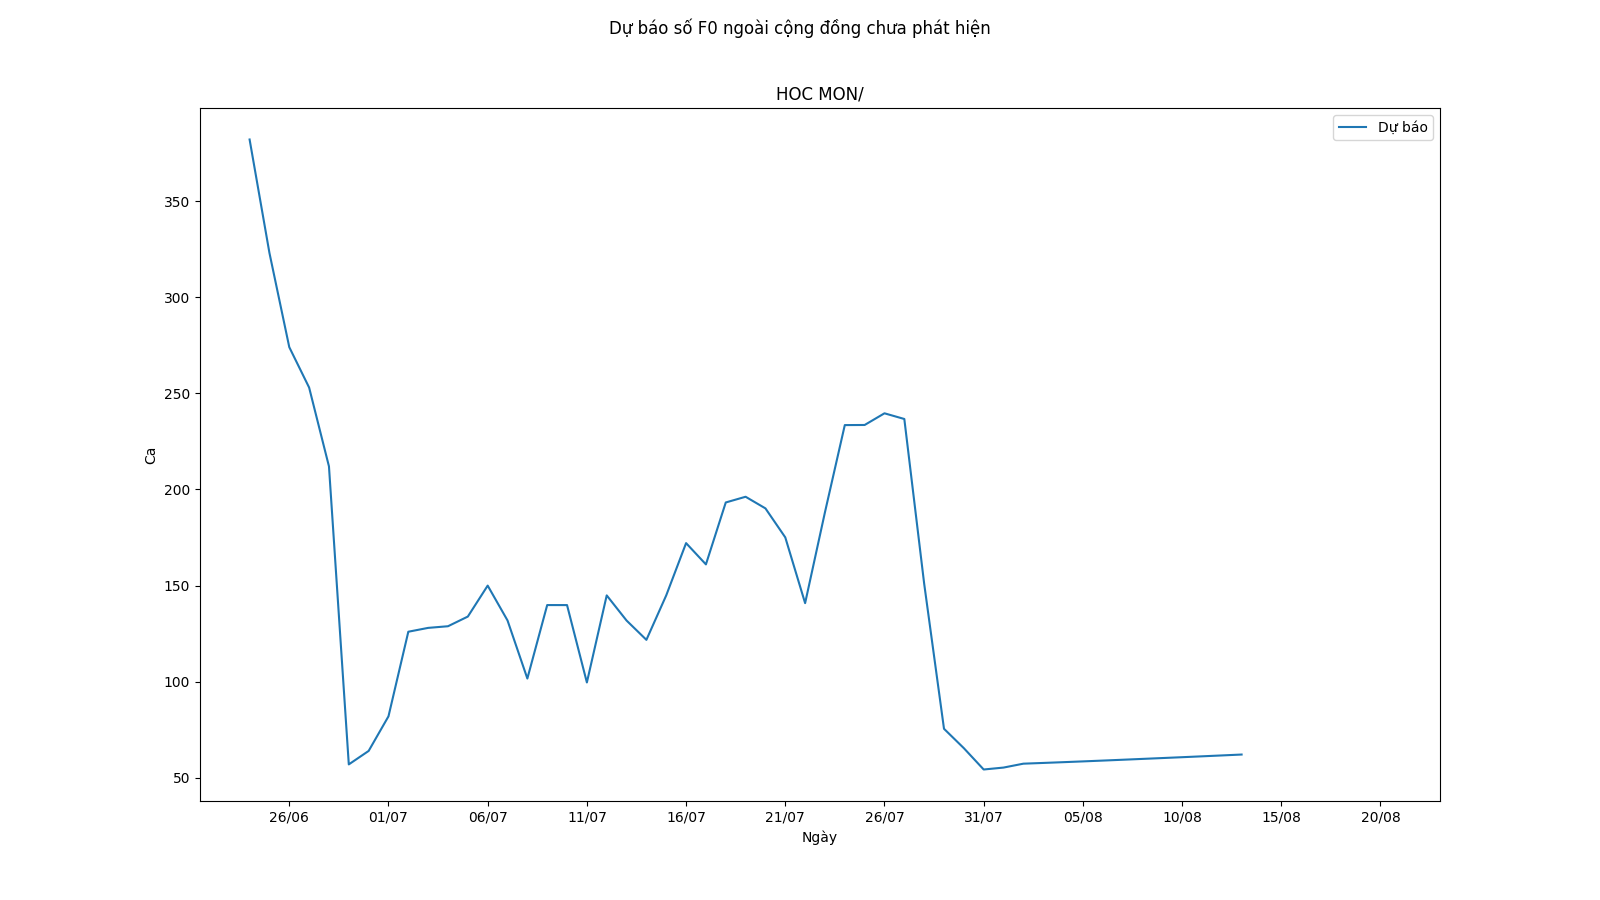 Dự báo số F0 ngoài cộng đồng chưa phát hiện
HOC MON/
Dự báo
350
300
250
200
150
100
50
Ca
26/06 01/07 06/07 11/07 16/07 21/07 26/07 31/07 05/08 10/08 15/08 20/08
Ngày